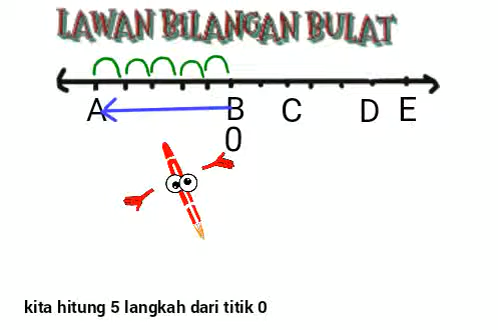 LAWAN BILANGAN BULAT
A B C D E
0
kita hitung 5 langkah dari titik 0